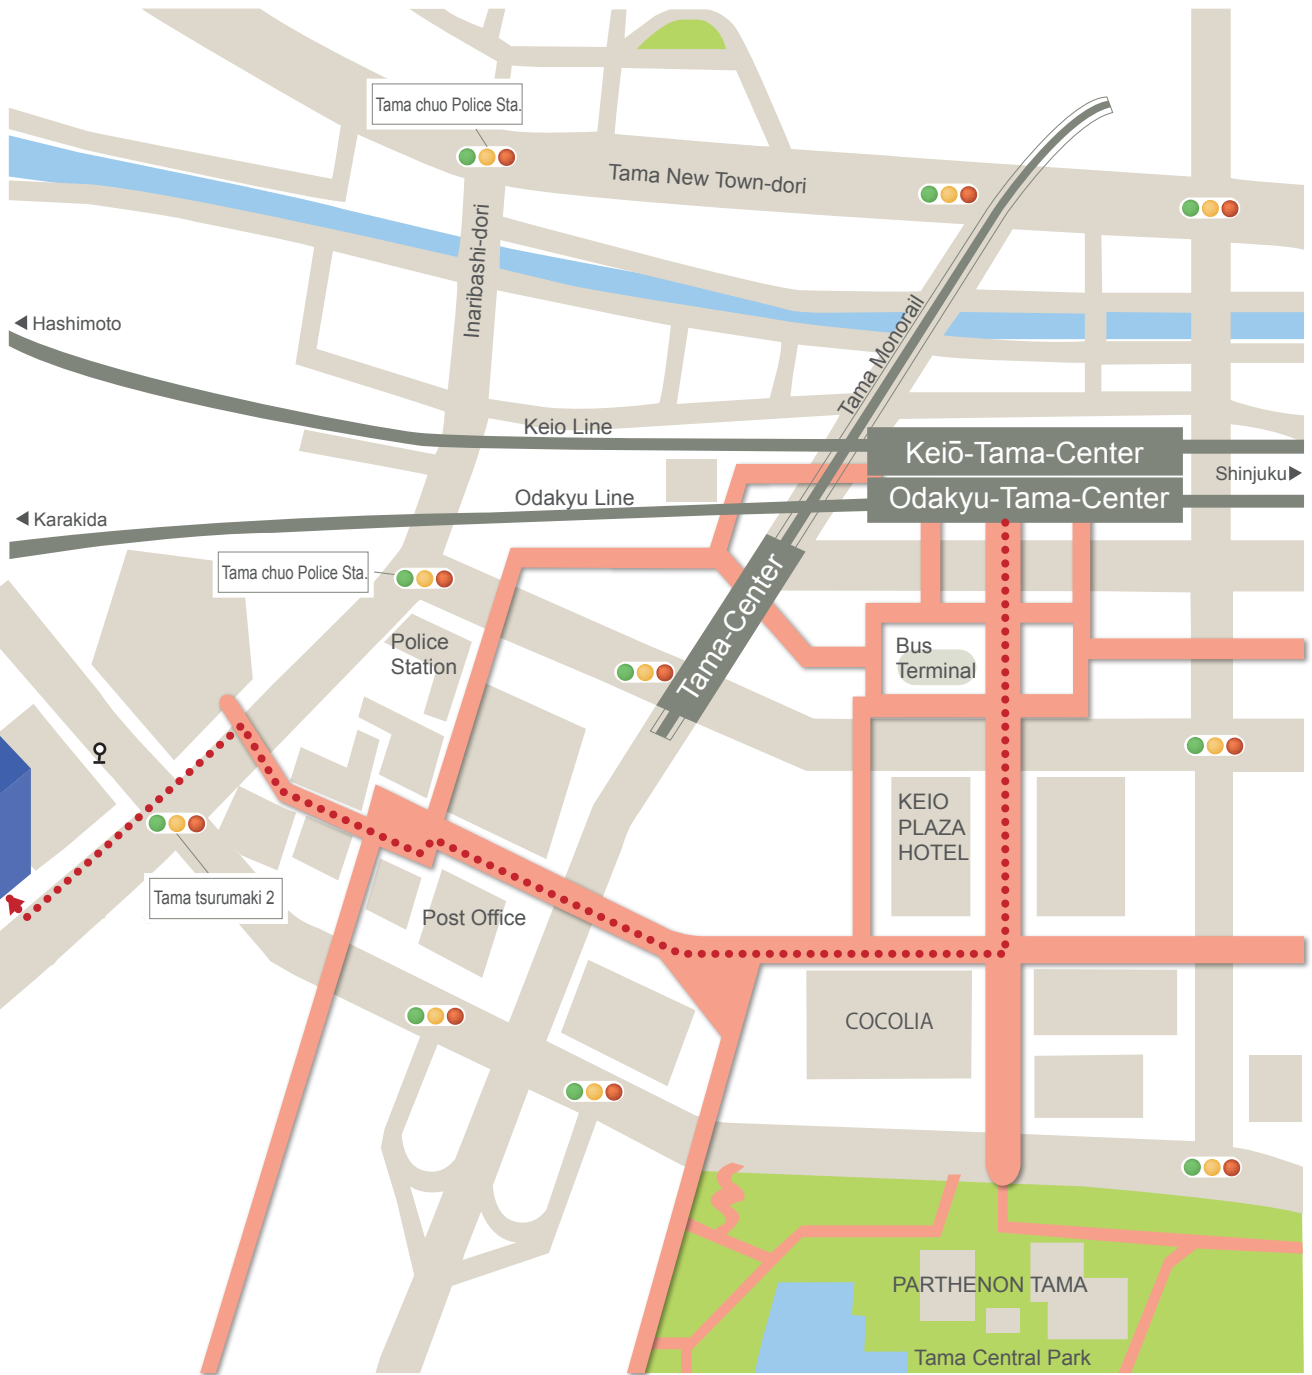 Tama chuo Police Sta.
Tama New Town-dori
Inaribashi-dori
Hashimoto
Tama Monorail
Keio Line
Keiō-Tama-Center
Shinjuku
Odakyu Line
Odakyu-Tama-Center
Karakida
Tama chuo Police Sta.
Tama-Center
Police
Station
Bus
Terminal
KEIO
PLAZA
HOTEL
Tama tsurumaki 2
Post Office
COCOLIA
PARTHENON TAMA
Tama Central Park